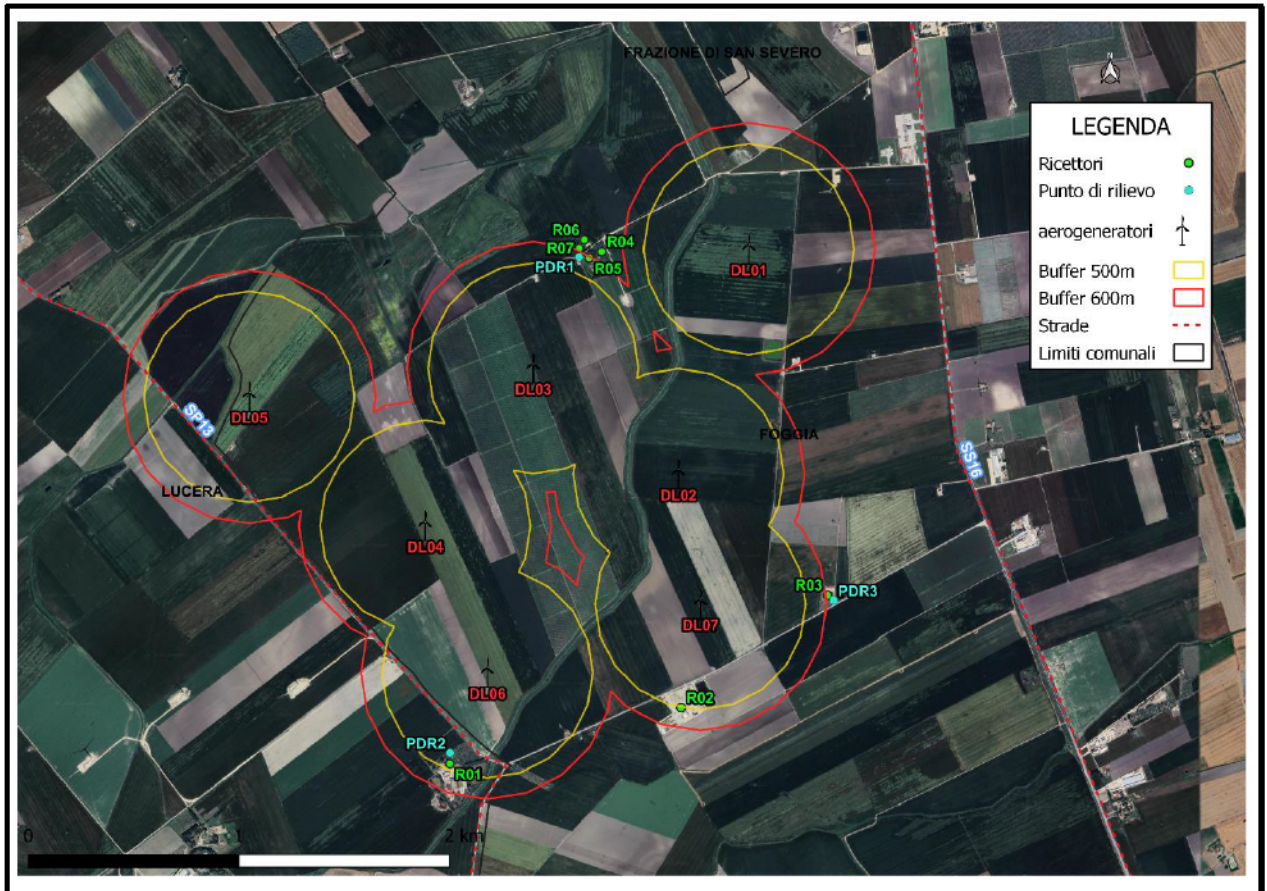 FRAZIONE DI SAN SEVERO
N
LEGENDA
Ricettori
Punto di rilievo
aerogeneratori
Buffer 500m
Buffer 600m
Strade
Limiti comunali
R06
R07
R04
PDR1
R05
DL01
DL03
DL05
SP13
FOGGIA
SS16
DL02
LUCERA
DL04
R03
PDR3
DL07
DL06
R02
PDR2
R01
0
1
2 km